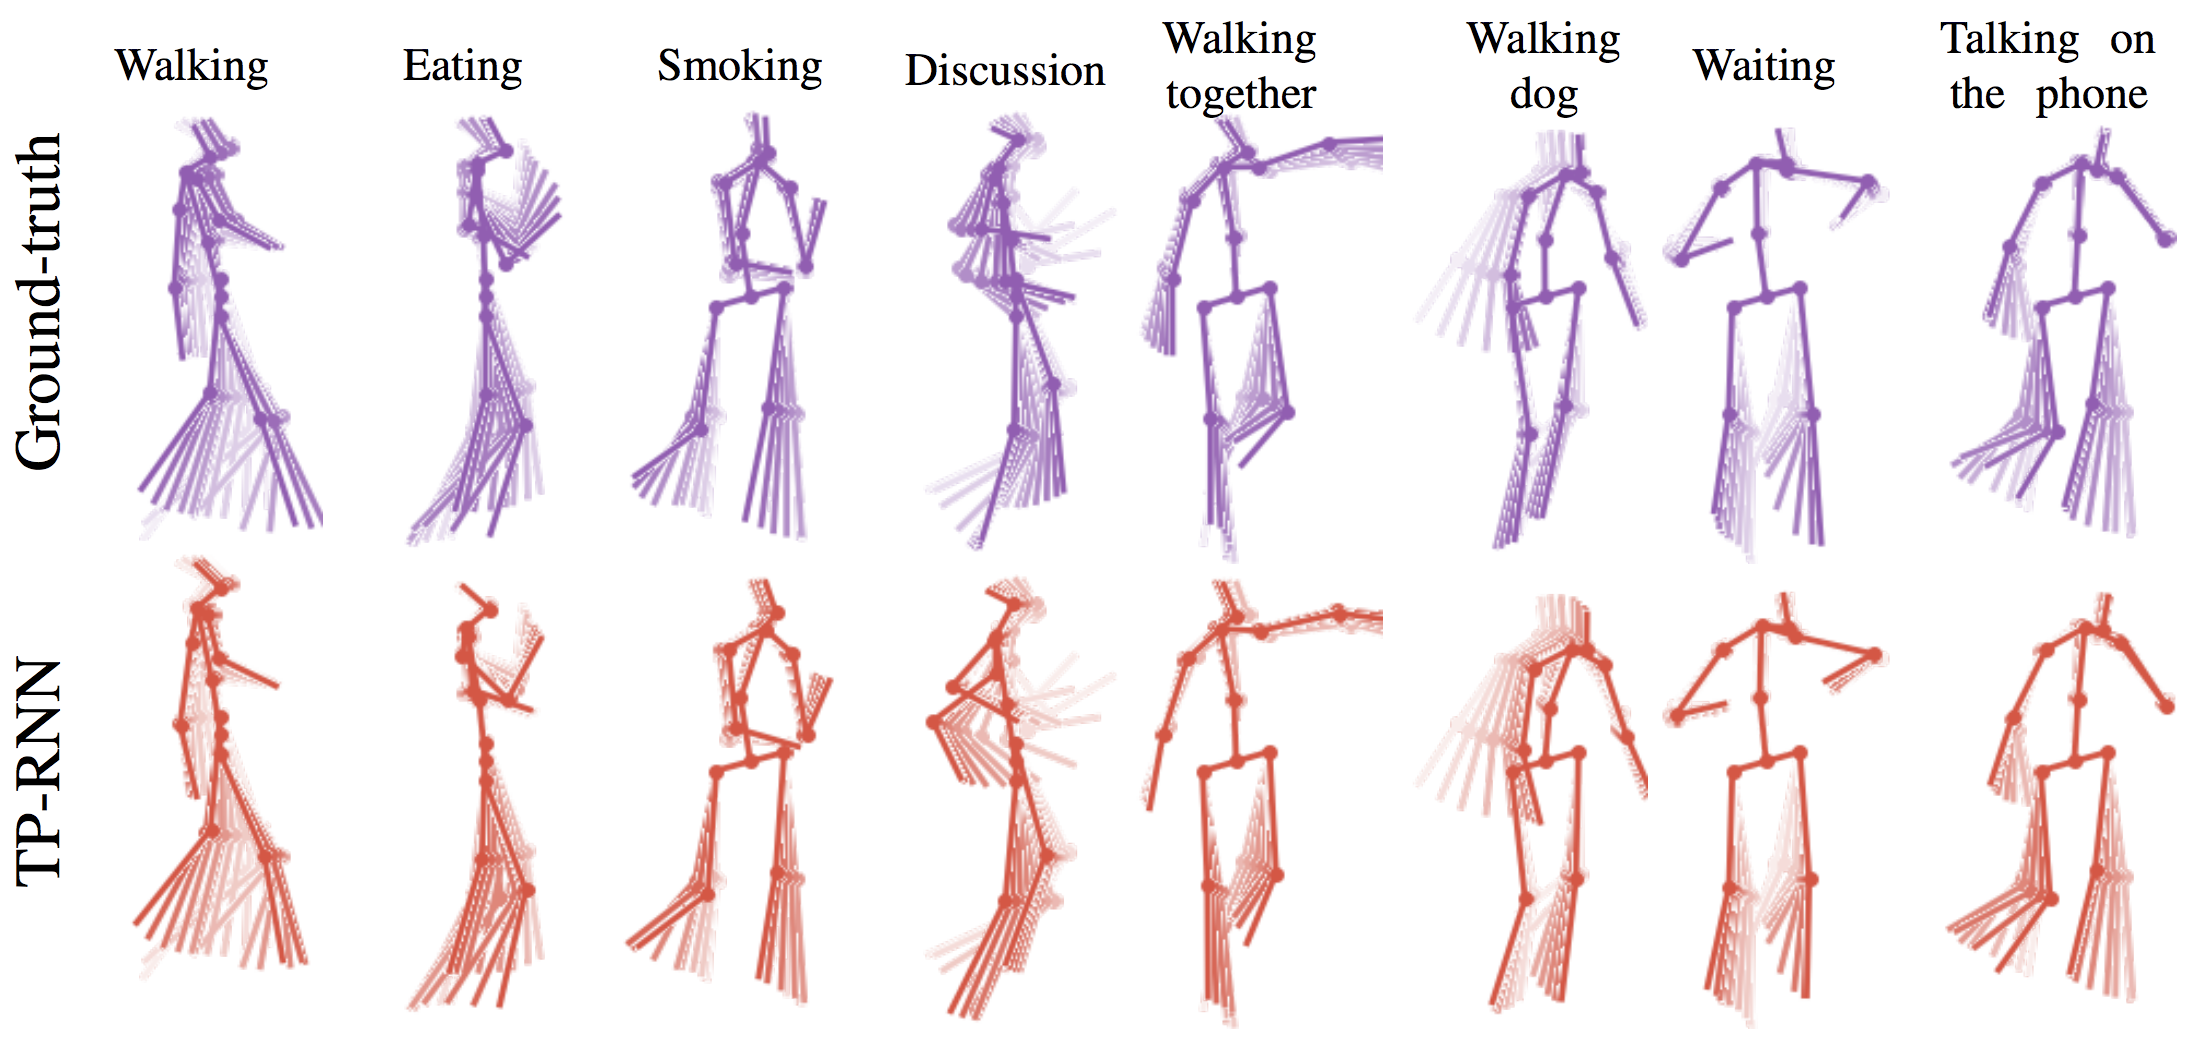 Walking
Eating
Smoking
Discussion
Walking
together
Walking
dog
Waiting
Talking on
the phone
Ground-truth
TP-RNN